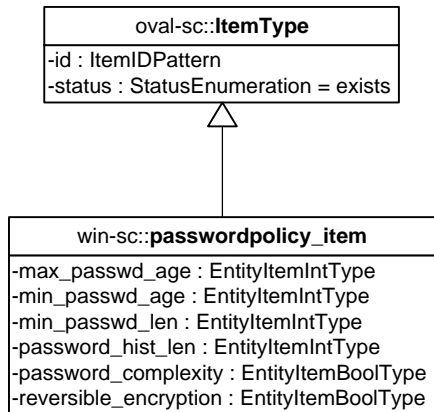 oval-sc::ItemType
-id : ItemIDPattern
-status : StatusEnumeration = exists
win-sc::passwordpolicy_item
-max_passwd_age : EntityItemIntType
-min_passwd_age : EntityItemIntType
-min_passwd_len : EntityItemIntType
-password_hist_len : EntityItemIntType
-password_complexity : EntityItemBoolType
-reversible_encryption : EntityItemBoolType